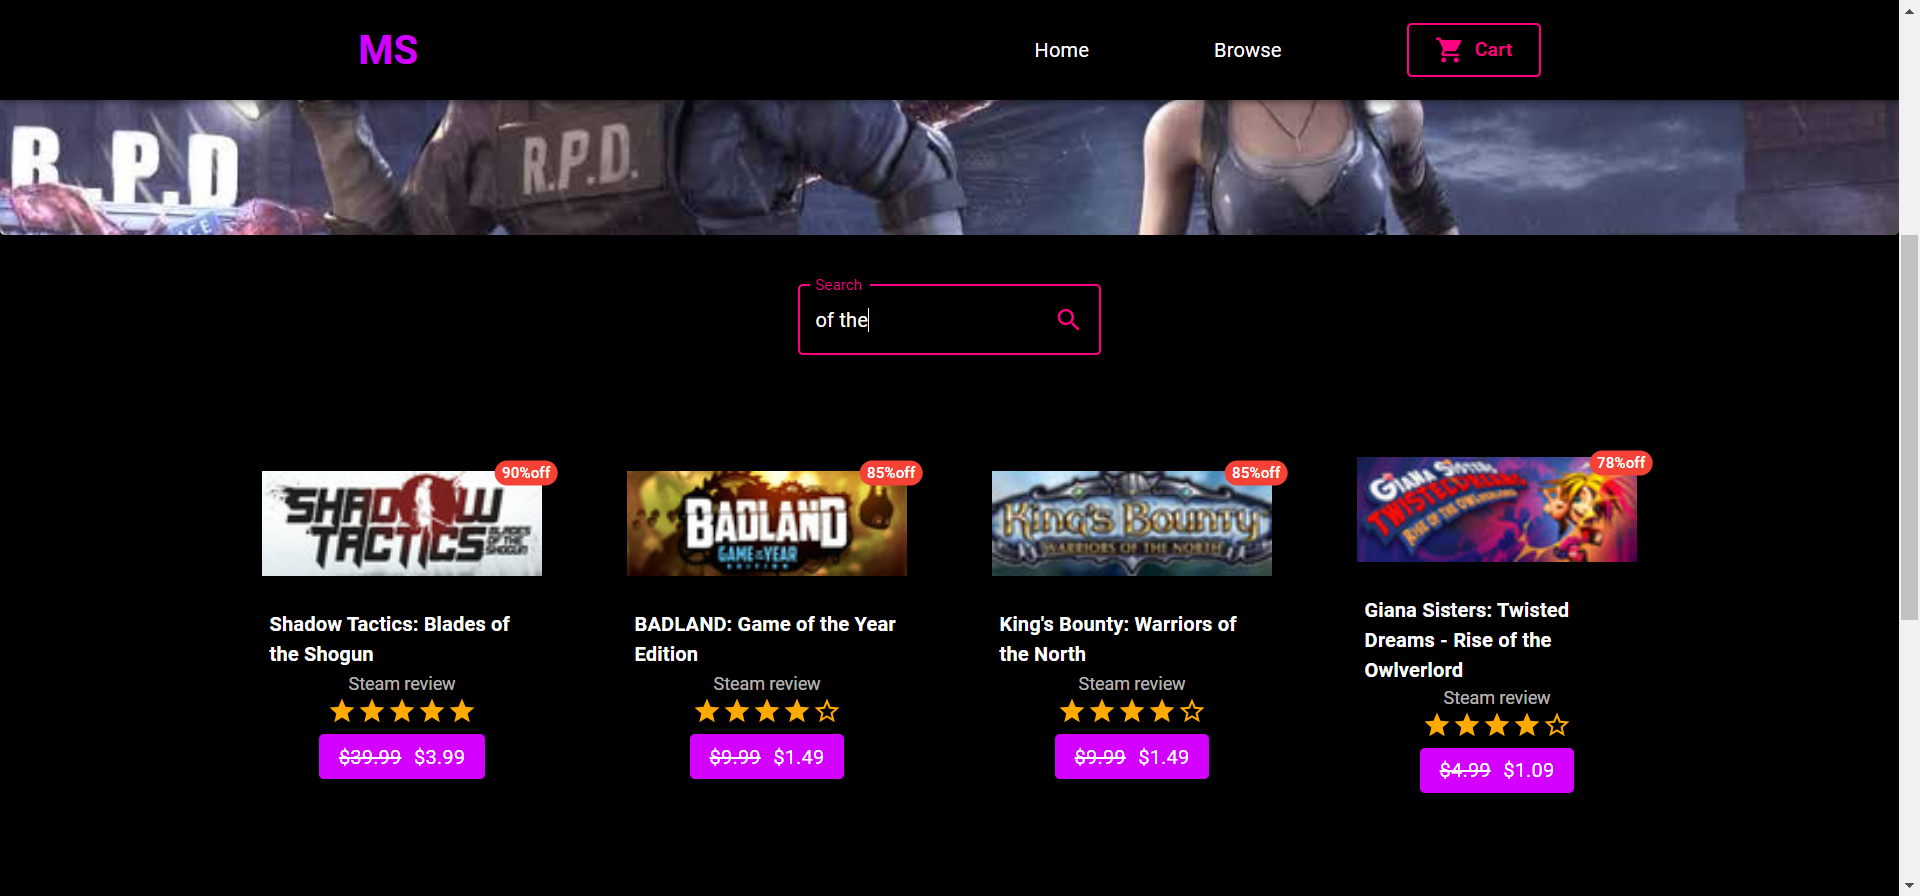 MS
Home
Browse
Cart
R.P.D
R.P.D.
Search
of the
90%off
85%off
85%off
78%off
SHADOW
TACTICS
BLADES
OF THE
SHOGUN
BADLAND
GAME OF THE YEAR
EDITION
King's Bounty
WARRIORS OF THE NORTH
GIANA SISTERS
TWISTED DREAMS
RISE OF THE OWLVERLORD
Shadow Tactics: Blades of
the Shogun
Steam review
$39.99 $3.99
BADLAND: Game of the Year
Edition
Steam review
$9.99 $1.49
King's Bounty: Warriors of
the North
Steam review
$9.99 $1.49
Giana Sisters: Twisted
Dreams - Rise of the
Owlverlord
Steam review
$4.99 $1.09